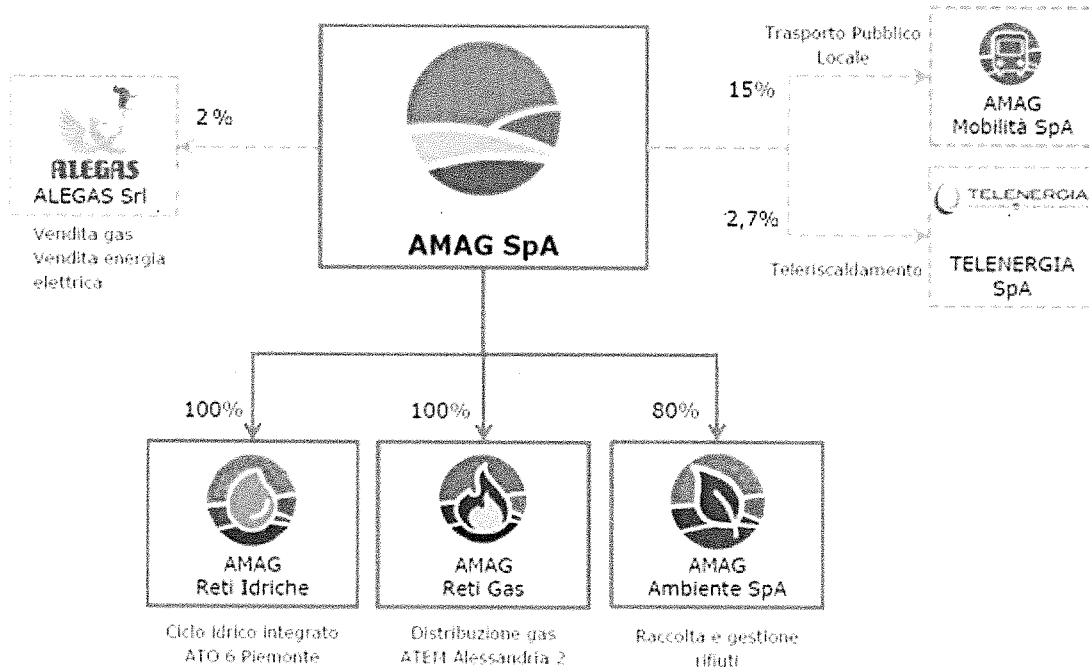 Trasporto Pubblico
Locale
15%
AMAG
Mobilità SpA
2%
ALEGAS
ALEGAS Srl
Vendita gas
Vendita energia
elettrica
AMAG SpA
2,7%
Teleriscaldamento
TELENERGIA
TELENERGIA
SpA
100%
100%
80%
AMAG
Reti Idriche
AMAG
Reti Gas
AMAG
Ambiente SpA
Ciclo idrico integrato
ATO 6 Piemonte
Distribuzione gas
ATEM Alessandria 2
Raccolta e gestione
rifiuti